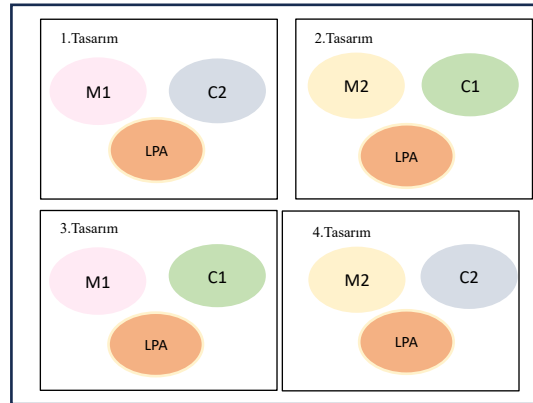 1.Tasarım
M1
C2
LPA
2.Tasarım
M2
C1
LPA
3.Tasarım
M1
C1
LPA
4.Tasarım
M2
C2
LPA